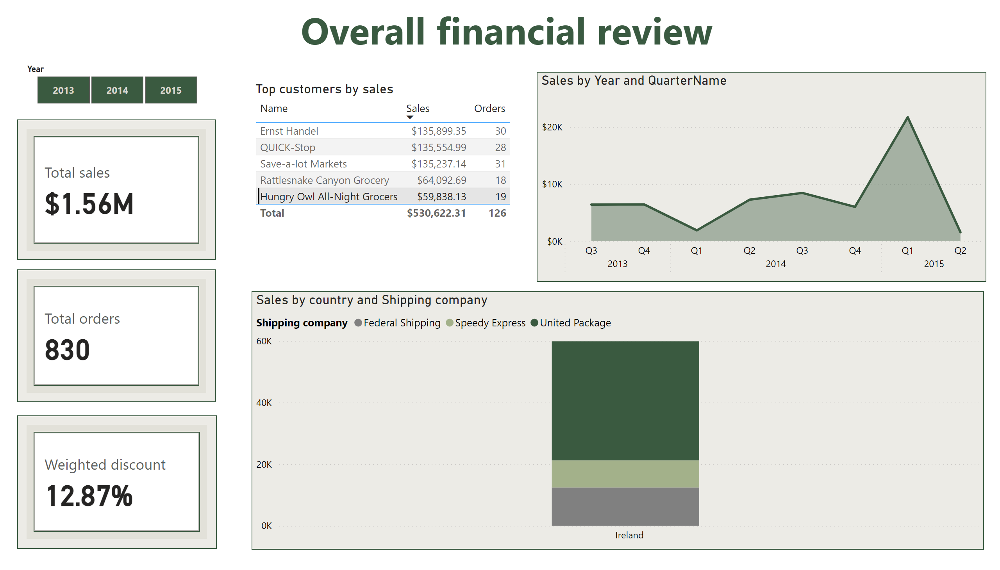 Overall financial review
Year
2013 2014 2015
Total sales
$1.56M
Total orders
830
Weighted discount
12.87%
Top customers by sales
Name Sales Orders
Ernst Handel $135,899.35 30
QUICK-Stop $135,554.99 28
Save-a-lot Markets $135,237.14 31
Rattlesnake Canyon Grocery $64,092.69 18
Hungry Owl All-Night Grocers $59,838.13 19
Total $530,622.31 126
Sales by Year and QuarterName
$20K
$10K
$0K
Q3 Q4 Q1 Q2 Q3 Q4 Q1 Q2
2013 2014 2015
Sales by country and Shipping company
Shipping company Federal Shipping Speedy Express United Package
60K
40K
20K
0K
Ireland